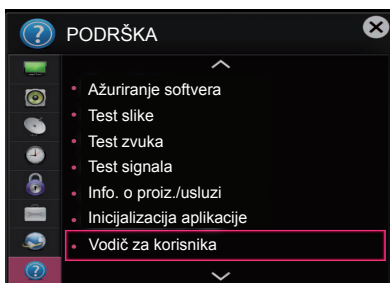 PODRŠKA
Ažuriranje softvera
Test slike
Test zvuka
Test signala
Info. o proiz./usluzi
Inicijalizacija aplikacije
Vodič za korisnika